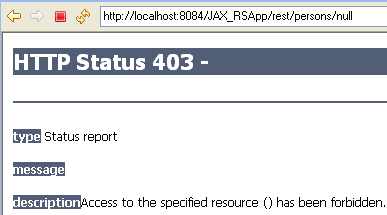 http://localhost:8084/JAX_RSApp/rest/persons/null
HTTP Status 403 -
type Status report
message
descriptionAccess to the specified resource () has been forbidden.